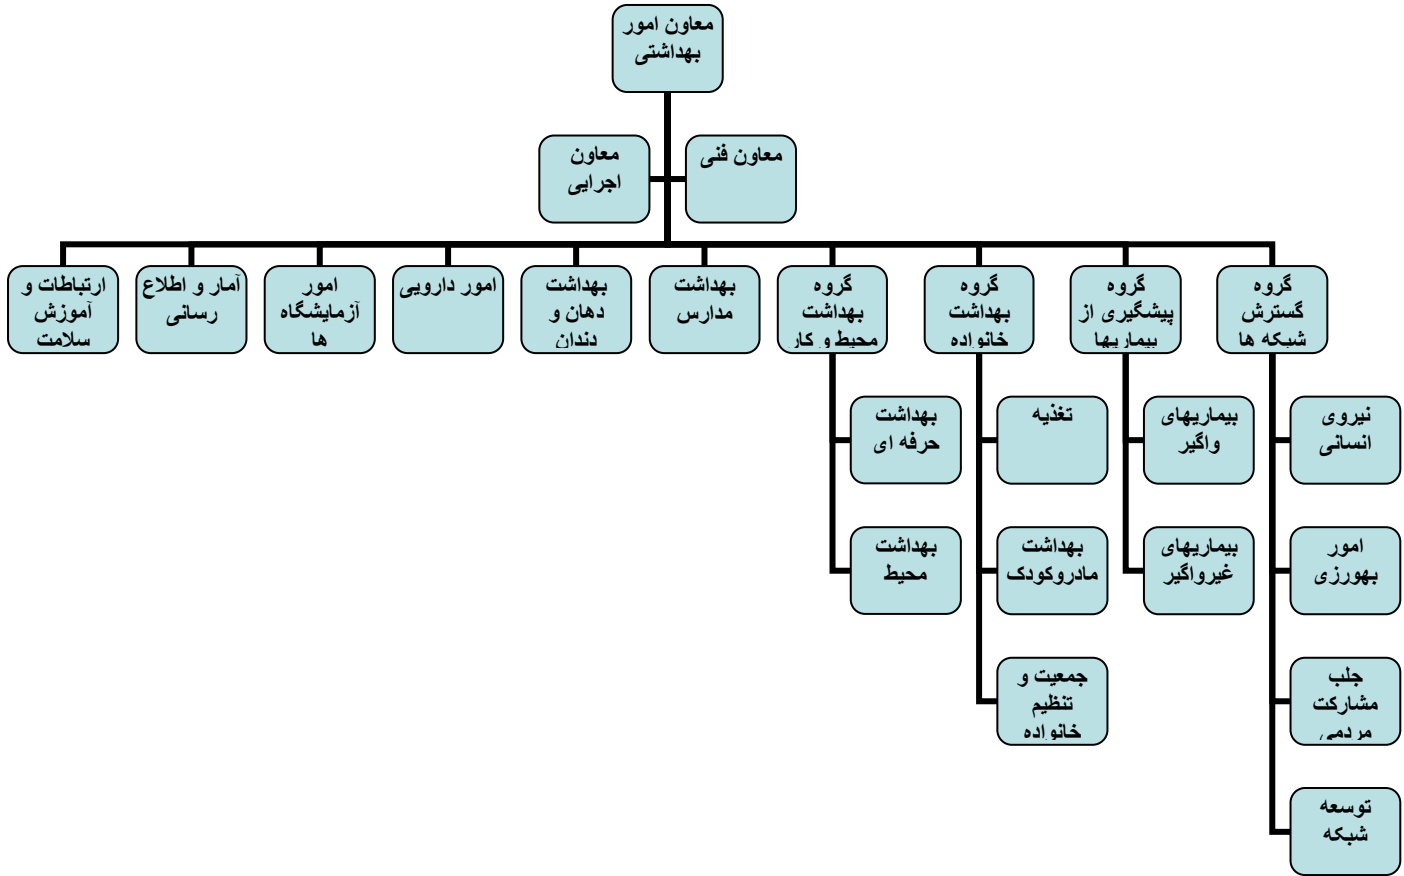 معاون امور
بهداشتی
معاون فنی
معاون
اجرایی
گروه
گسترش
شبکه ها
گروه
پیشگیری از
بیماریها
گروه
بهداشت
خانواده
گروه
بهداشت
محیط و کار
بهداشت
مدارس
بهداشت
دهان و
دندان
امور دارویی
امور
آزمایشگاه
ها
آمار و اطلاع
رسانی
ارتباطات و
آموزش
سلامت
نیروی
انسانی
امور
بهورزی
جلب
مشارکت
مردمی
توسعه
شبکه
بیماریهای
واگیر
بیماریهای
غیرواگیر
تغذیه
بهداشت
مادروکودک
جمعیت و
تنظیم
خانواده
بهداشت
حرفه ای
بهداشت
محیط